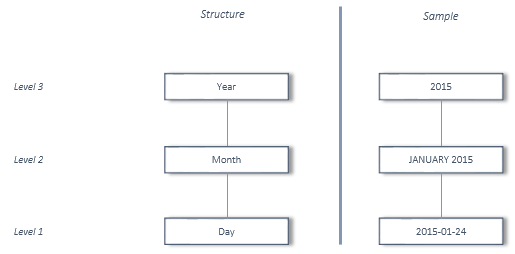 Structure
Sample
Level 3
Year
2015
Level 2
Month
JANUARY 2015
Level 1
Day
2015-01-24